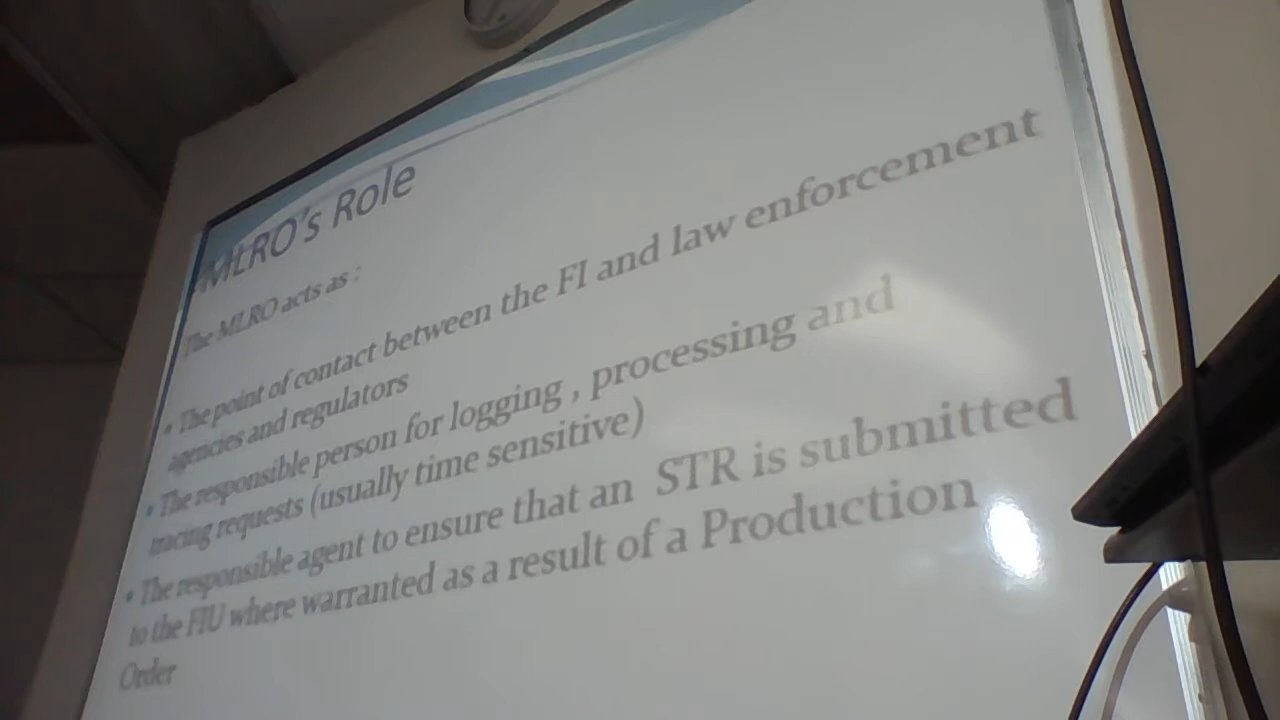 MLRO's Role
The MLRO acts as :
• The point of contact between the FI and law enforcement
agencies and regulators
• The responsible person for logging , processing and
tracing requests (usually time sensitive)
• The responsible agent to ensure that an STR is submitted
to the FIU where warranted as a result of a Production
Order